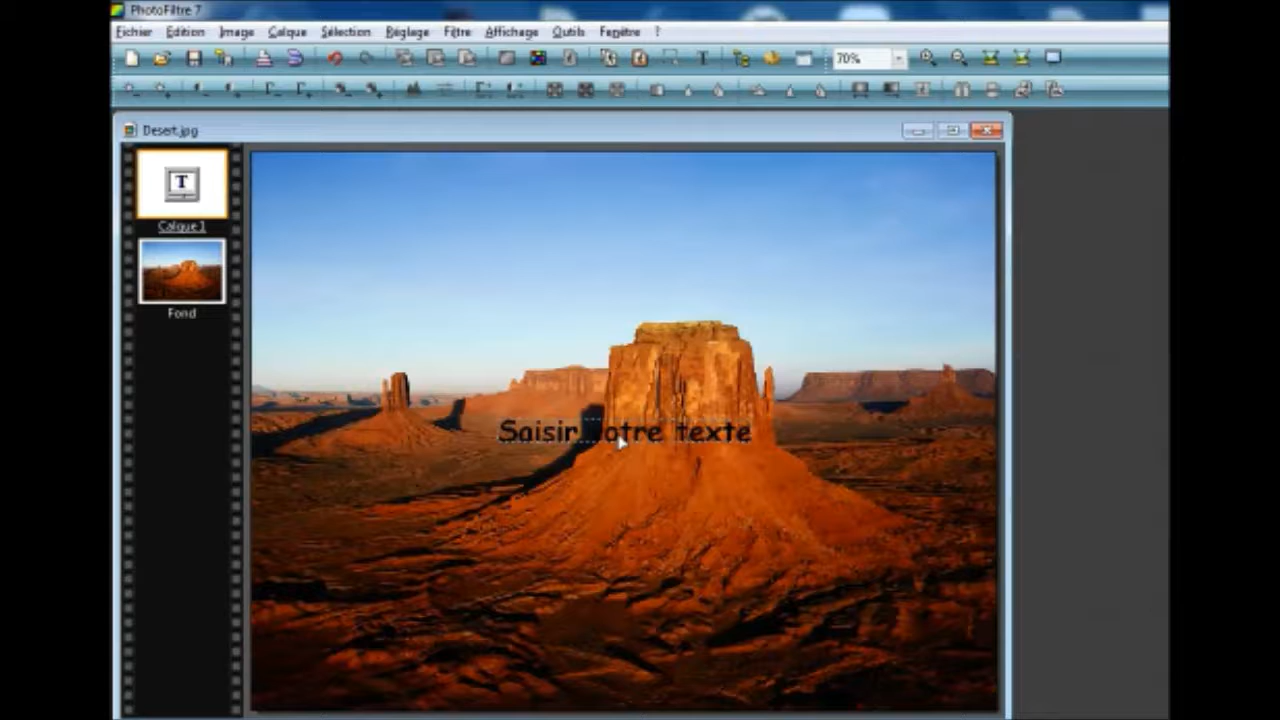 PhotoFiltre 7
Fichier Edition Image Calque Sélection Réglage Filtre Affichage Outils Fenêtre ?
T 70%
Desert.jpg
T
Calque 1
Fond
Saisir votre texte